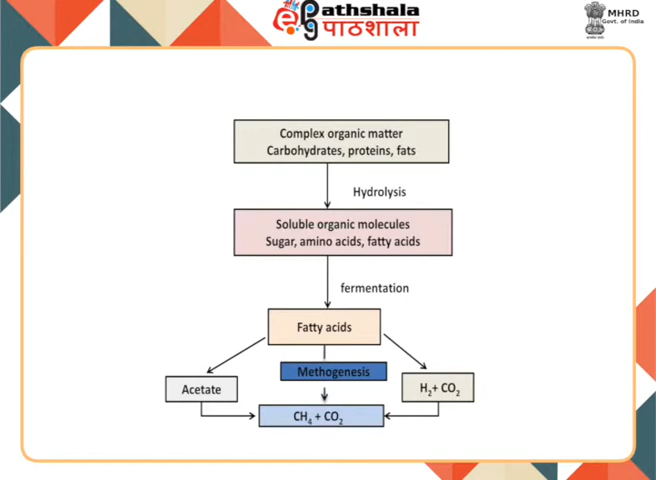 epathshala
पाठशाला
MHRD
Govt. of India
Complex organic matter
Carbohydrates, proteins, fats
Hydrolysis
Soluble organic molecules
Sugar, amino acids, fatty acids
fermentation
Fatty acids
Methogenesis
Acetate
H₂+ CO₂
CH₄ + CO₂